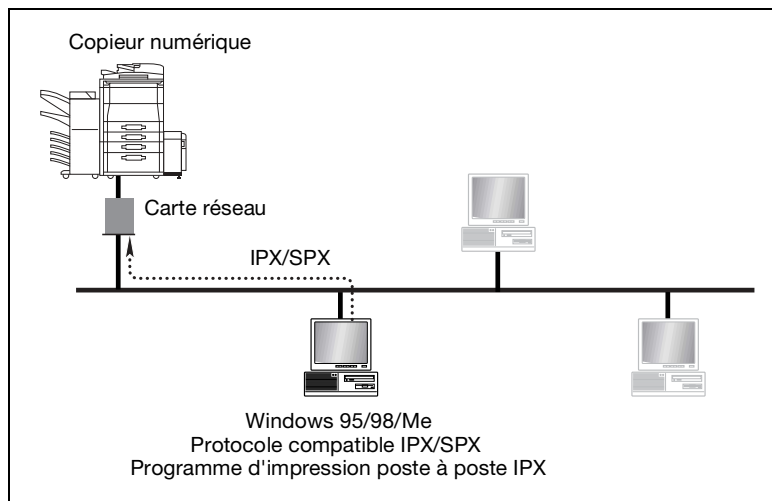 Copieur numérique
Carte réseau
IPX/SPX
Windows 95/98/Me
Protocole compatible IPX/SPX
Programme d'impression poste à poste IPX